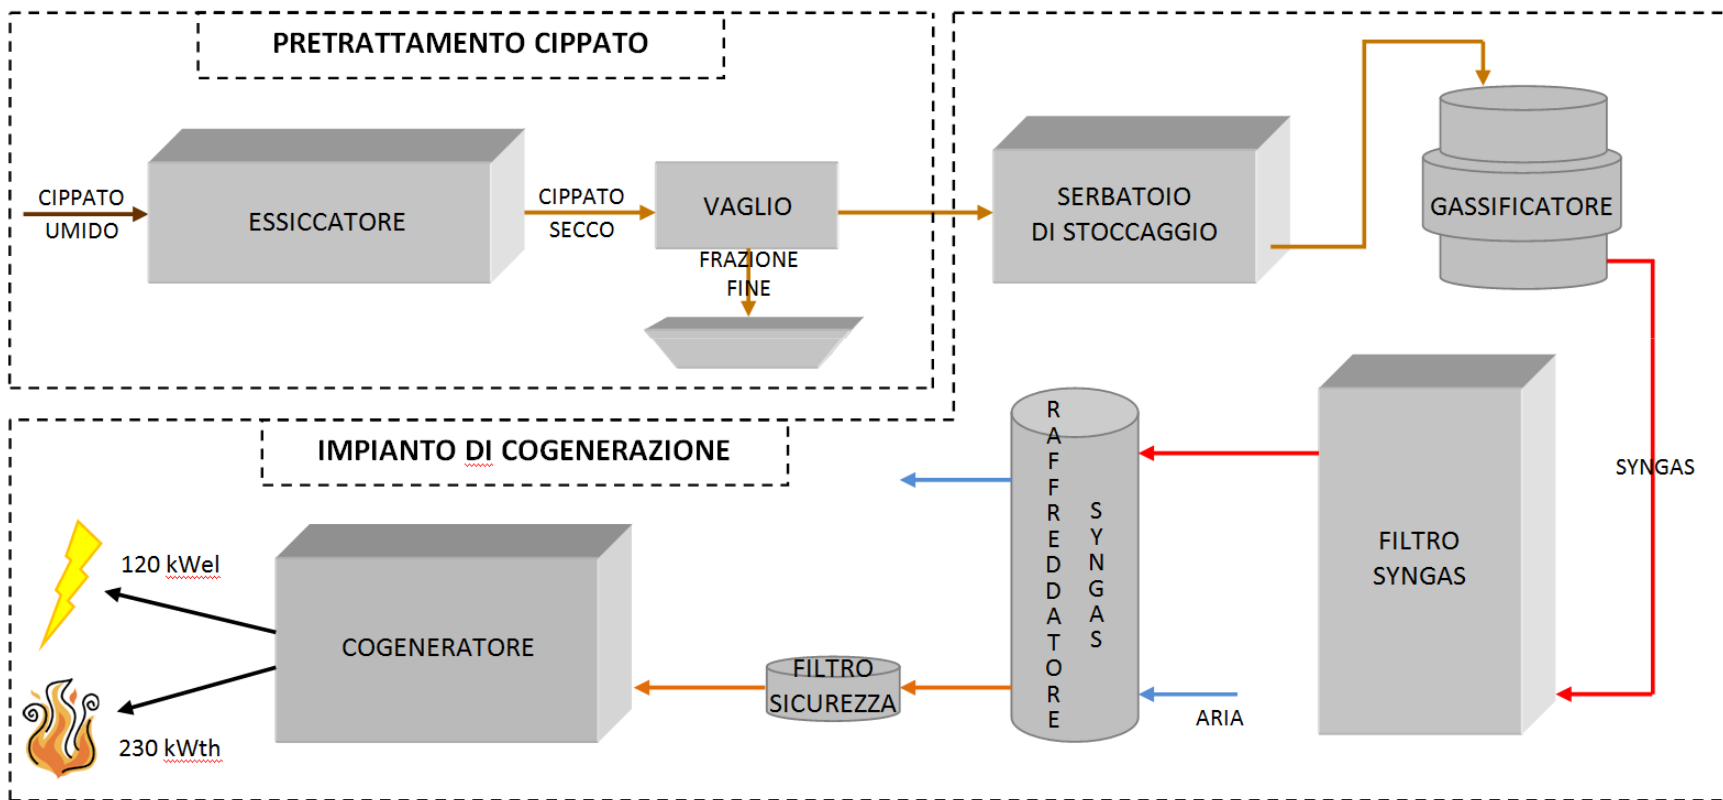 PRETRATTAMENTO CIPPATO
CIPPATO
UMIDO
ESSICCATORE
CIPPATO
SECCO
VAGLIO
FRAZIONE
FINE
SERBATOIO
DI STOCCAGGIO
GASSIFICATORE
SYNGAS
FILTRO
SYNGAS
RAFFREDDATORE
SYNGAS
ARIA
FILTRO
SICUREZZA
IMPIANTO DI COGENERAZIONE
COGENERATORE
120 kWel
230 kWth